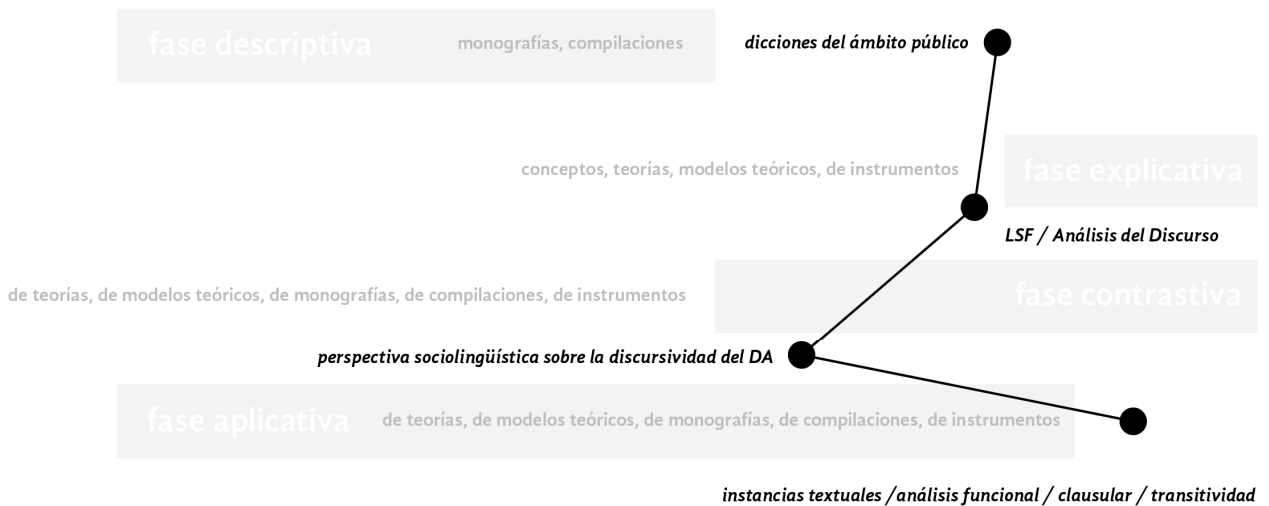 fase descriptiva monografías, compilaciones dicciones del ámbito público
conceptos, teorías, modelos teóricos, de instrumentos fase explicativa
LSF / Análisis del Discurso
de teorías, de modelos teóricos, de monografías, de compilaciones, de instrumentos fase contrastiva
perspectiva sociolingüística sobre la discursividad del DA
fase aplicativa de teorías, de modelos teóricos, de monografías, de compilaciones, de instrumentos
instancias textuales /análisis funcional / clausular / transitividad